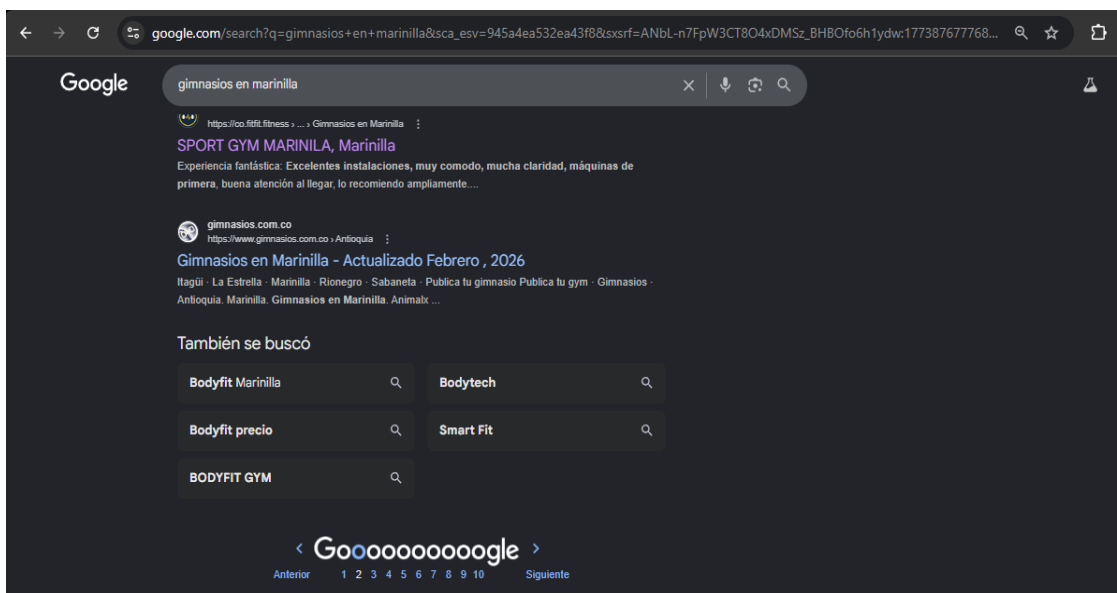 google.com/search?q=gimnasios+en+marinilla&sca_esv=945a4ea532ea43f8&sxsrf=ANbL-n7FpW3CT8O4xDMSz_BHBOfo6h1ydw:177387677768...
Google
gimnasios en marinilla
https://co.fitfit.fitness › ... › Gimnasios en Marinilla
SPORT GYM MARINILA, Marinilla
Experiencia fantástica: Excelentes instalaciones, muy comodo, mucha claridad, máquinas de
primera, buena atención al llegar, lo recomiendo ampliamente....
gimnasios.com.co
https://www.gimnasios.com.co › Antioquia
Gimnasios en Marinilla - Actualizado Febrero , 2026
Itagüi · La Estrella · Marinilla · Rionegro · Sabaneta · Publica tu gimnasio Publica tu gym · Gimnasios ·
Antioquia. Marinilla. Gimnasios en Marinilla. Animalx ...
También se buscó
Bodyfit Marinilla
Bodytech
Bodyfit precio
Smart Fit
BODYFIT GYM
Goooooooooogle
Anterior 1 2 3 4 5 6 7 8 9 10 Siguiente